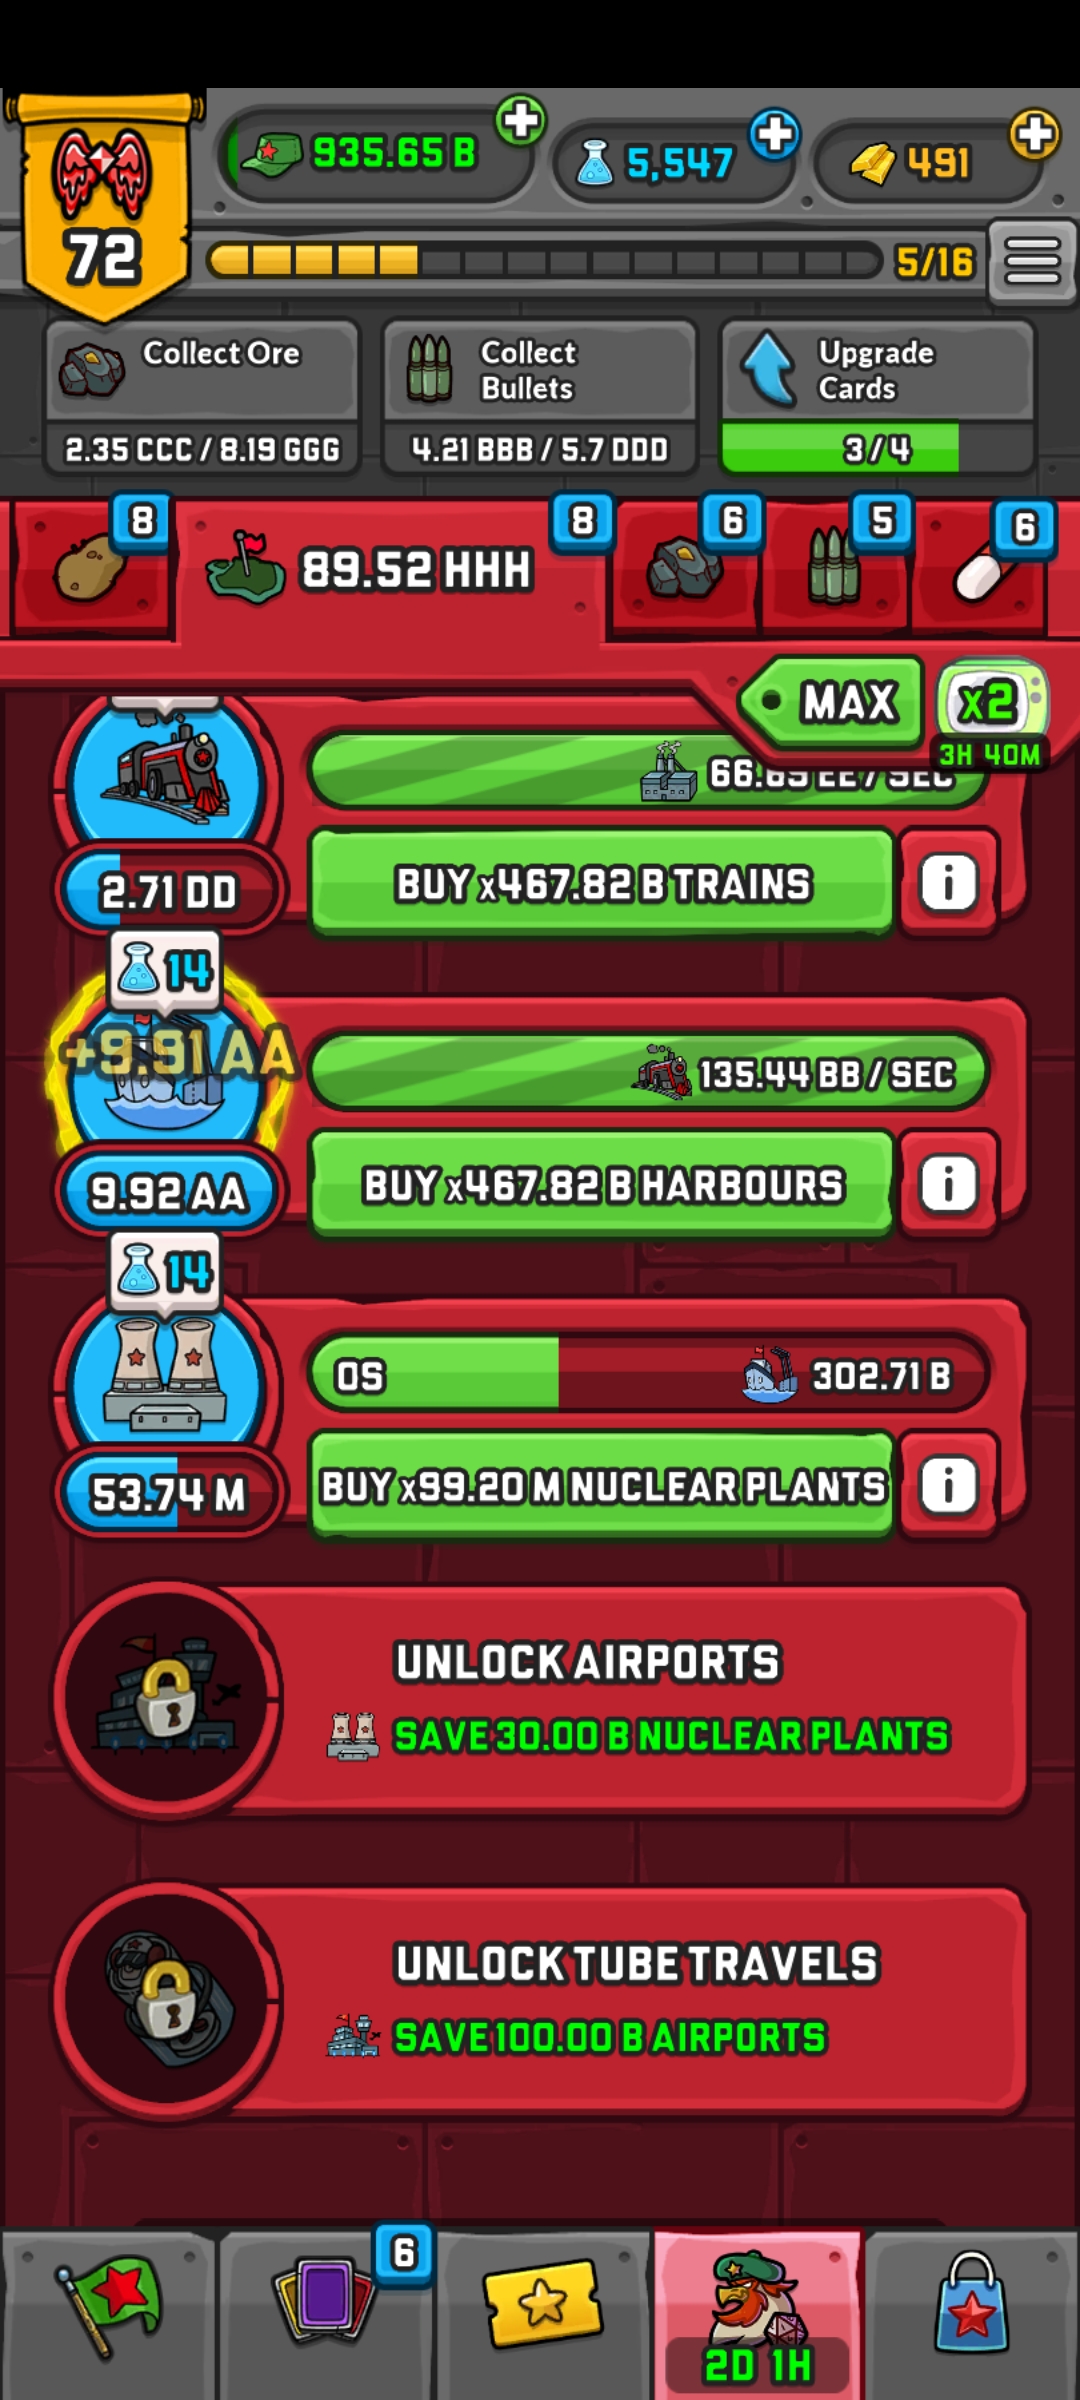 935.65 B
5,547
491
72
5/16
Collect Ore
2.35 CCC / 8.19 GGG
Collect
Bullets
4.21 BBB / 5.7 DDD
Upgrade
Cards
3/4
8
89.52 HHH
8
6
5
6
MAX
x2
3H 40M
66.69 EE / SEC
2.71 DD
BUY x467.82 B TRAINS
i
14
+9.91 AA
135.44 BB / SEC
9.92 AA
BUY x467.82 B HARBOURS
i
14
0S
302.71 B
53.74 M
BUY x99.20 M NUCLEAR PLANTS
i
UNLOCK AIRPORTS
SAVE 30.00 B NUCLEAR PLANTS
UNLOCK TUBE TRAVELS
SAVE 100.00 B AIRPORTS
6
2D 1H